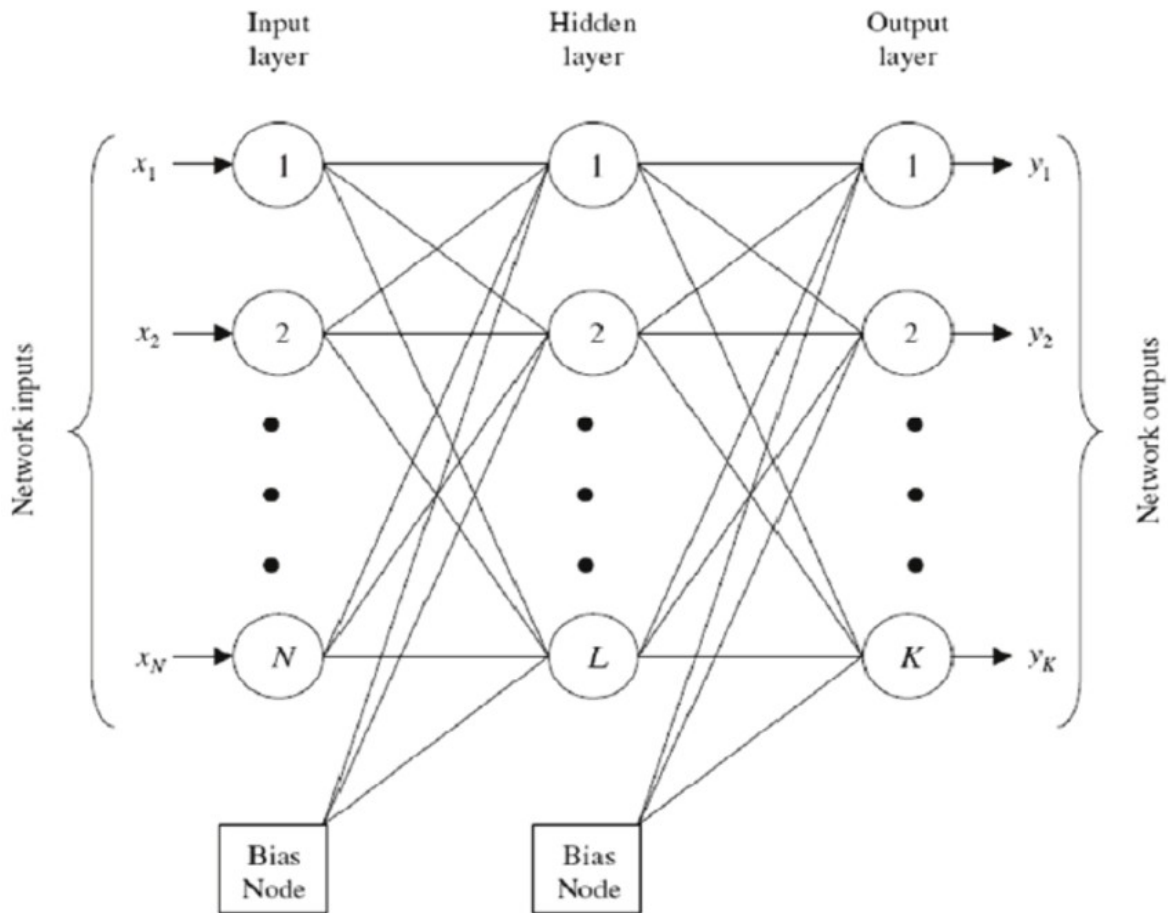 Input
layer
Hidden
layer
Output
layer
Network inputs
x1
1
1
1
y1
x2
2
2
2
y2
xN
N
L
K
yK
Network outputs
Bias
Node
Bias
Node